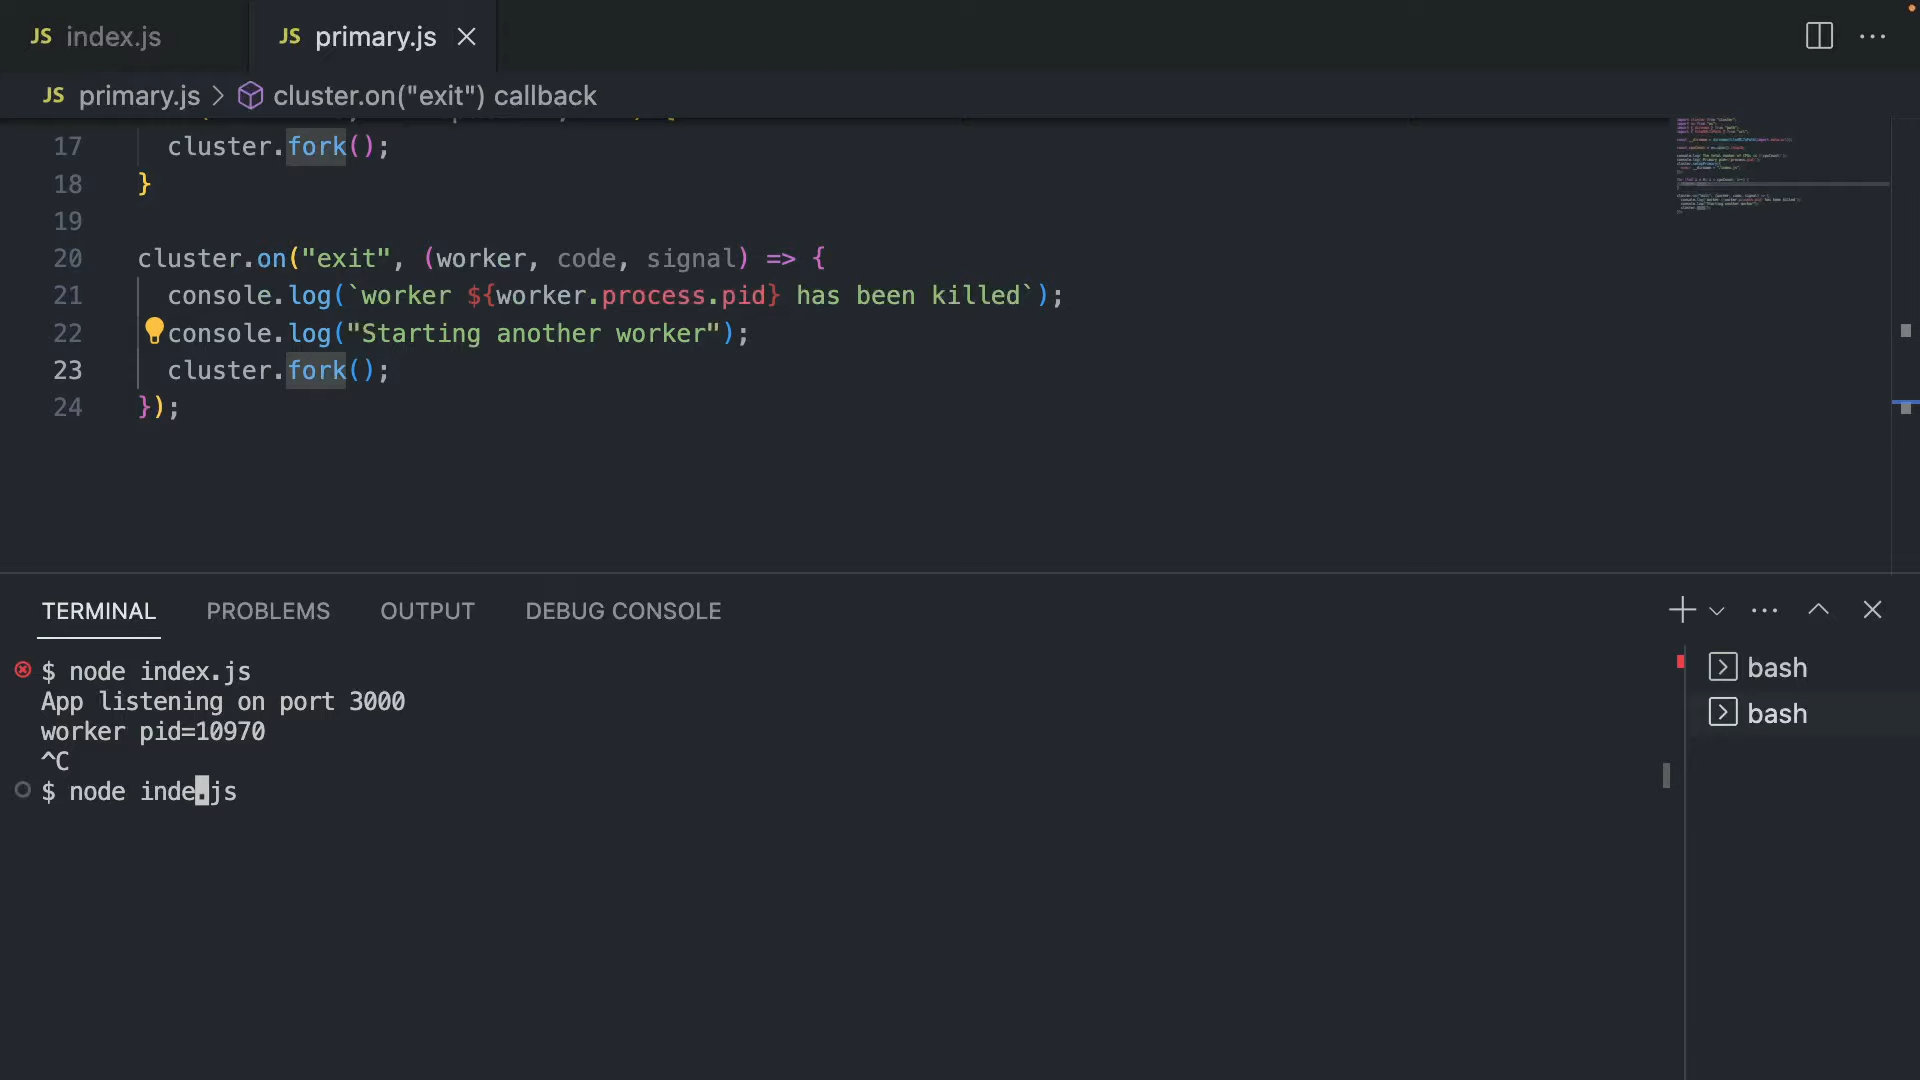 JS index.js
JS primary.js
JS primary.js > cluster.on("exit") callback
17 cluster.fork();
18 }
19
20 cluster.on("exit", (worker, code, signal) => {
21 console.log(`worker ${worker.process.pid} has been killed`);
22 console.log("Starting another worker");
23 cluster.fork();
24 });
TERMINAL PROBLEMS OUTPUT DEBUG CONSOLE
$ node index.js
App listening on port 3000
worker pid=10970
^C
$ node inde.js
bash
bash